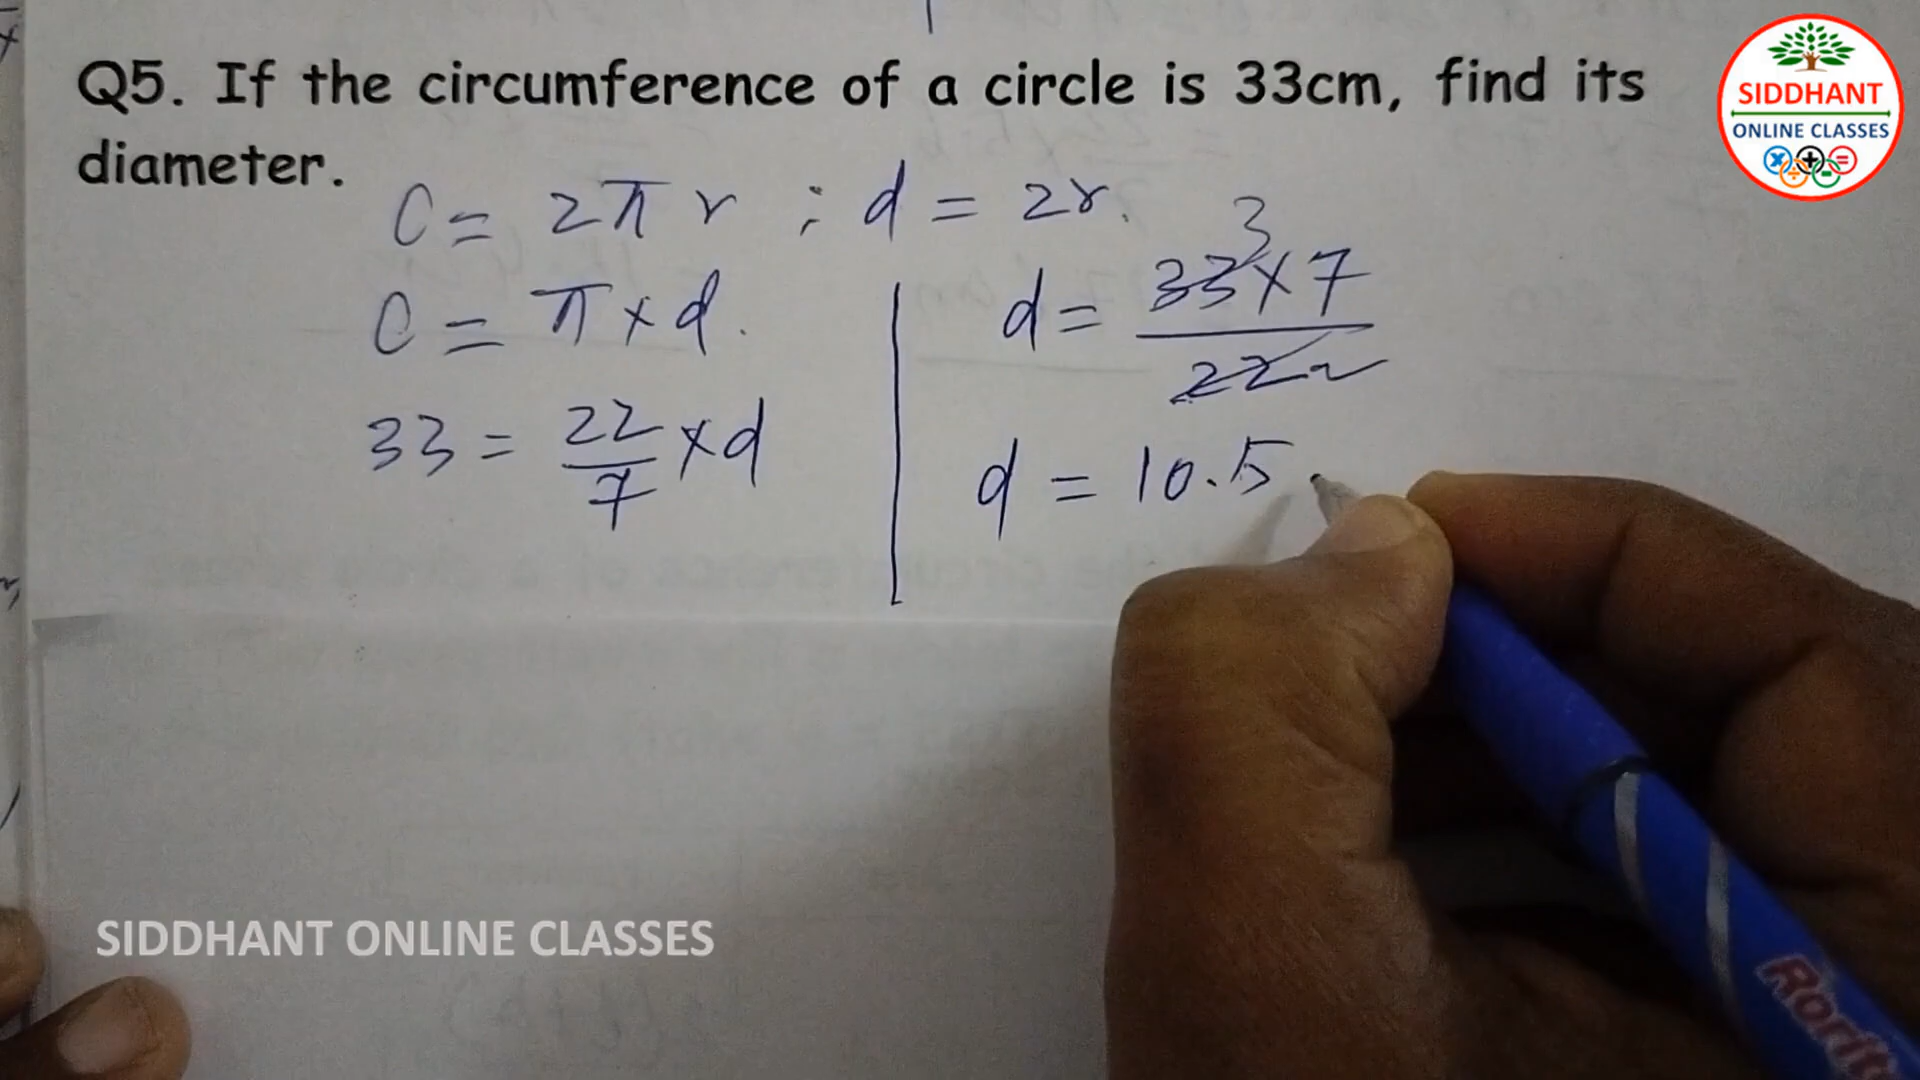 Q5. If the circumference of a circle is 33cm, find its
diameter.
SIDDHANT
ONLINE CLASSES
C = 2πr ; d = 2r.
C = π × d.
33 = 22/7 × d
3
d = 33 × 7
22 2
d = 10.5
SIDDHANT ONLINE CLASSES